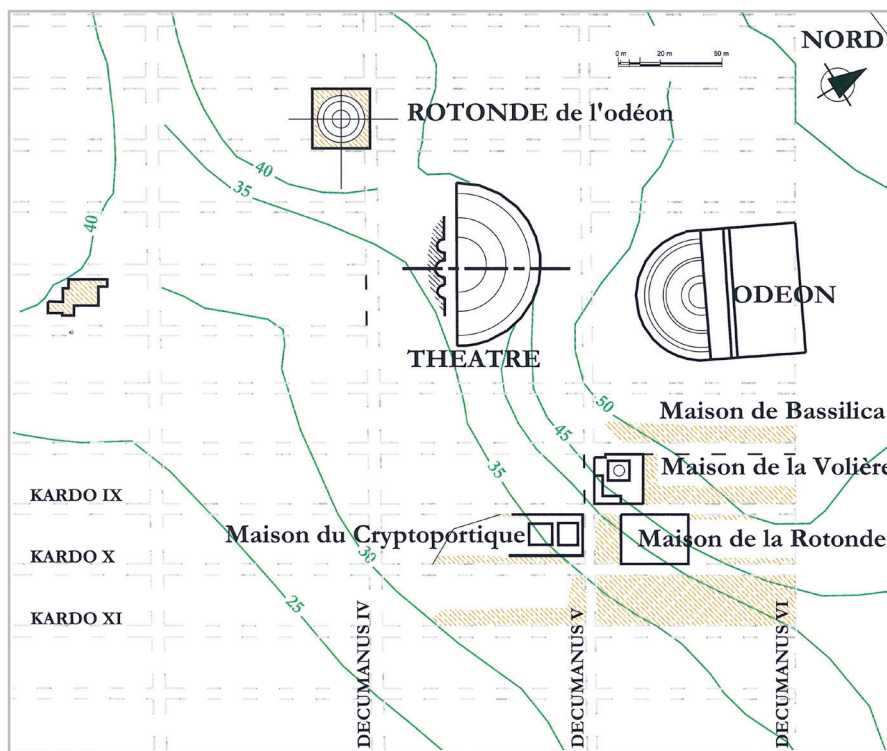 0 m 20 m 50 m
NORD
ROTONDE de l'odéon
40
35
40
ODEON
THEATRE
50
Maison de Bassilica
45
35
Maison de la Volière
KARDO IX
Maison du Cryptoportique
Maison de la Rotonde
KARDO X
30
25
KARDO XI
DECUMANUS IV
DECUMANUS V
DECUMANUS VI